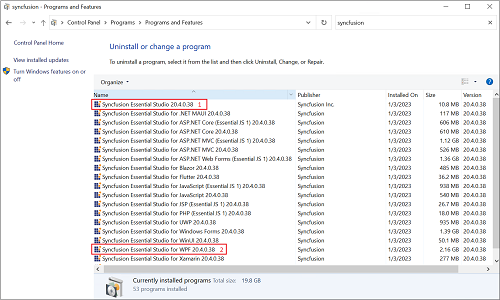 syncfusion - Programs and Features
Control Panel
Programs
Programs and Features
syncfusion
Control Panel Home
View installed updates
Turn Windows features on or off
Uninstall or change a program
To uninstall a program, select it from the list and then click Uninstall, Change, or Repair.
Organize
Name Publisher Installed On Size Version
Syncfusion Essential Studio 20.4.0.38 1 Syncfusion Inc. 1/3/2023 10.8 MB 20.4.0.38
Syncfusion Essential Studio for .NET MAUI 20.4.0.38 Syncfusion 1/3/2023 117 MB 20.4.0.38
Syncfusion Essential Studio for ASP.NET Core (Essential JS 1) 20.4.0.38 Syncfusion 1/3/2023 606 MB 20.4.0.38
Syncfusion Essential Studio for ASP.NET Core 20.4.0.38 Syncfusion 1/3/2023 610 MB 20.4.0.38
Syncfusion Essential Studio for ASP.NET MVC (Essential JS 1) 20.4.0.38 Syncfusion 1/3/2023 1.12 GB 20.4.0.38
Syncfusion Essential Studio for ASP.NET MVC 20.4.0.38 Syncfusion 1/3/2023 526 MB 20.4.0.38
Syncfusion Essential Studio for ASP.NET Web Forms (Essential JS 1) 20.4.0.38 Syncfusion 1/3/2023 1.36 GB 20.4.0.38
Syncfusion Essential Studio for Blazor 20.4.0.38 Syncfusion 1/3/2023 485 MB 20.4.0.38
Syncfusion Essential Studio for Flutter 20.4.0.38 Syncfusion 1/3/2023 36.2 MB 20.4.0.38
Syncfusion Essential Studio for JavaScript (Essential JS 1) 20.4.0.38 Syncfusion 1/3/2023 938 MB 20.4.0.38
Syncfusion Essential Studio for JavaScript 20.4.0.38 Syncfusion 1/3/2023 540 MB 20.4.0.38
Syncfusion Essential Studio for JSP (Essential JS 1) 20.4.0.38 Syncfusion 1/3/2023 26.7 MB 20.4.0.38
Syncfusion Essential Studio for PHP (Essential JS 1) 20.4.0.38 Syncfusion 1/3/2023 18.0 MB 20.4.0.38
Syncfusion Essential Studio for UWP 20.4.0.38 Syncfusion 1/3/2023 935 MB 20.4.0.38
Syncfusion Essential Studio for Windows Forms 20.4.0.38 Syncfusion 1/3/2023 1.39 GB 20.4.0.38
Syncfusion Essential Studio for WinUI 20.4.0.38 Syncfusion 1/3/2023 50.1 MB 20.4.0.38
Syncfusion Essential Studio for WPF 20.4.0.38 2 Syncfusion 1/3/2023 2.16 GB 20.4.0.38
Syncfusion Essential Studio for Xamarin 20.4.0.38 Syncfusion 1/3/2023 277 MB 20.4.0.38
Currently installed programs Total size: 19.8 GB
53 programs installed